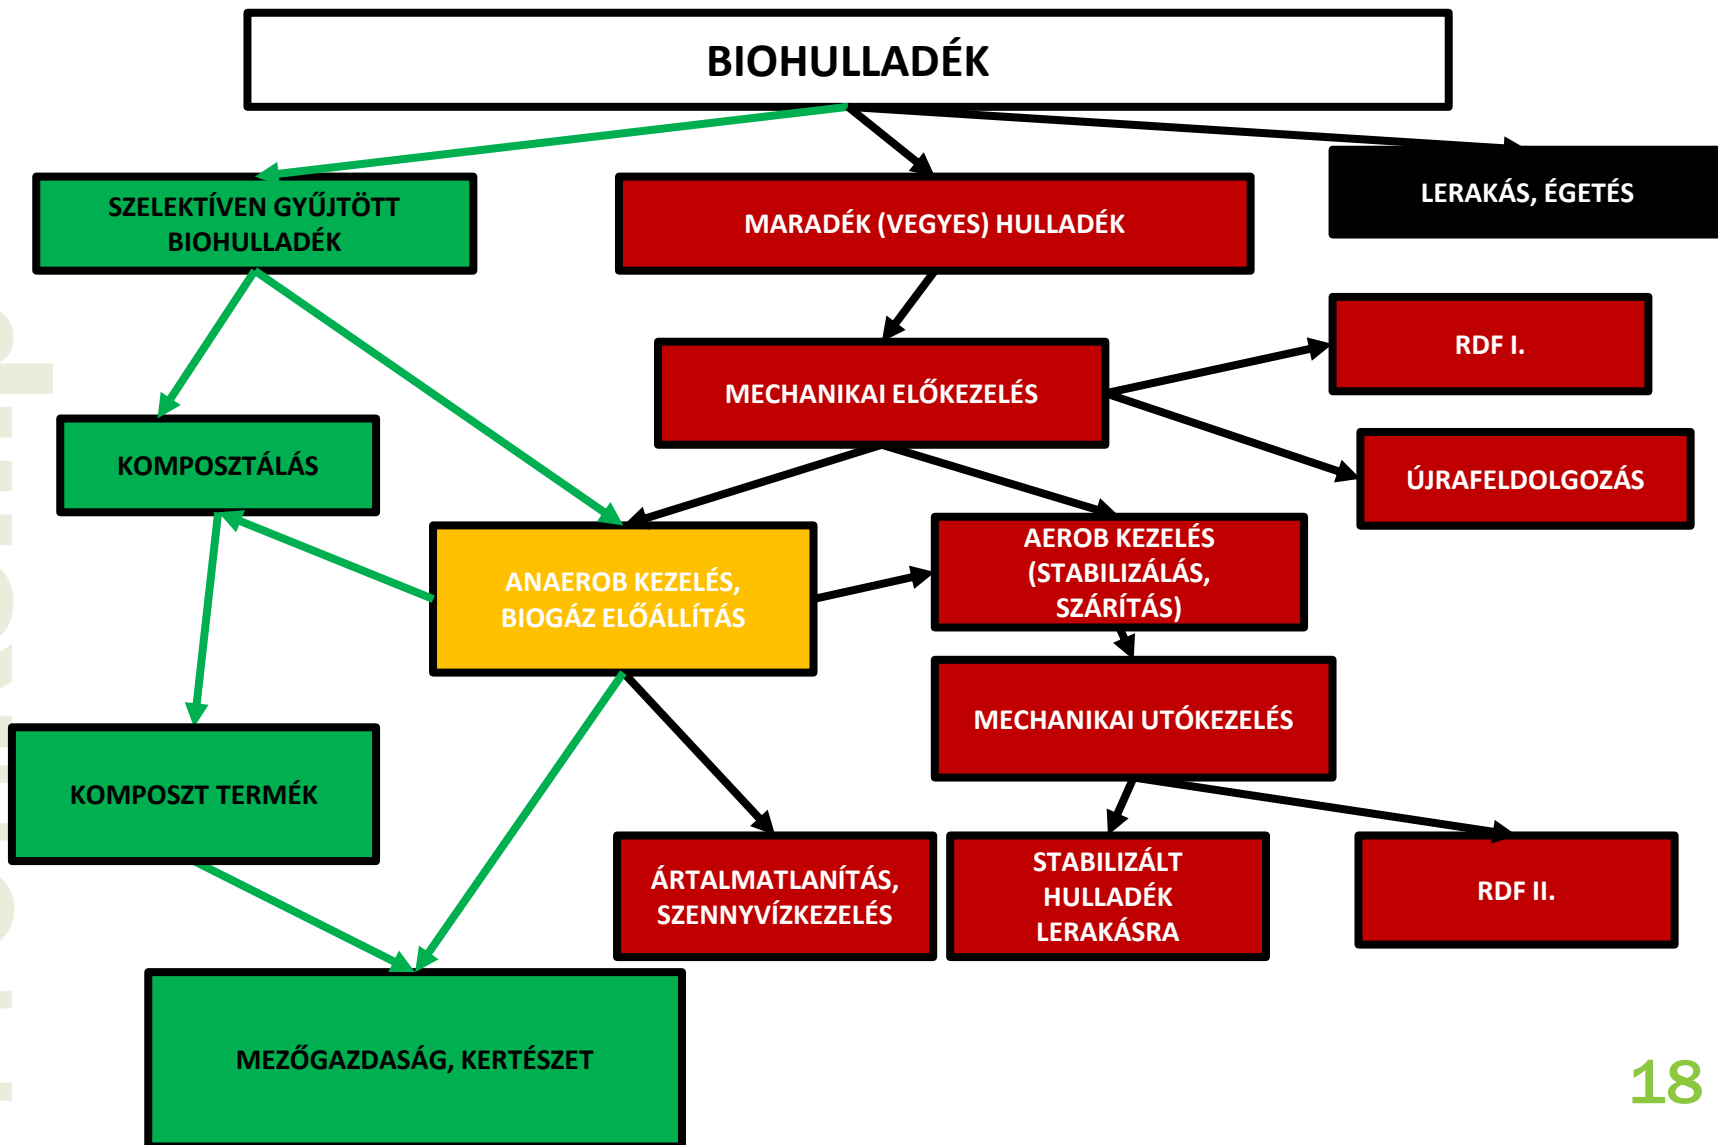 BIOHULLADÉK
SZELEKTÍVEN GYŰJTÖTT
BIOHULLADÉK
MARADÉK (VEGYES) HULLADÉK
LERAKÁS, ÉGETÉS
MECHANIKAI ELŐKEZELÉS
RDF I.
KOMPOSZTÁLÁS
ÚJRAFELDOLGOZÁS
ANAEROB KEZELÉS,
BIOGÁZ ELŐÁLLÍTÁS
AEROB KEZELÉS
(STABILIZÁLÁS,
SZÁRÍTÁS)
MECHANIKAI UTÓKEZELÉS
KOMPOSZT TERMÉK
ÁRTALMATLANÍTÁS,
SZENNYVÍZKEZELÉS
STABILIZÁLT
HULLADÉK
LERAKÁSRA
RDF II.
MEZŐGAZDASÁG, KERTÉSZET
18